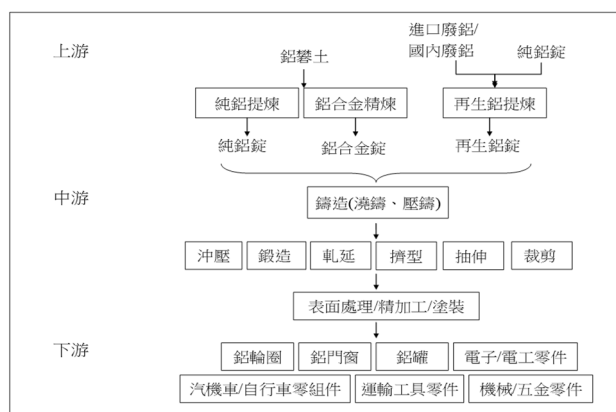 上游
進口廢鋁/
國內廢鋁
純鋁錠
鋁礬土
純鋁提煉
鋁合金精煉
再生鋁提煉
純鋁錠
鋁合金錠
再生鋁錠
中游
鑄造(澆鑄、壓鑄)
沖壓
鍛造
軋延
擠型
抽伸
裁剪
表面處理/精加工/塗裝
下游
鋁輪圈
鋁門窗
鋁罐
電子/電工零件
汽機車/自行車零組件
運輸工具零件
機械/五金零件